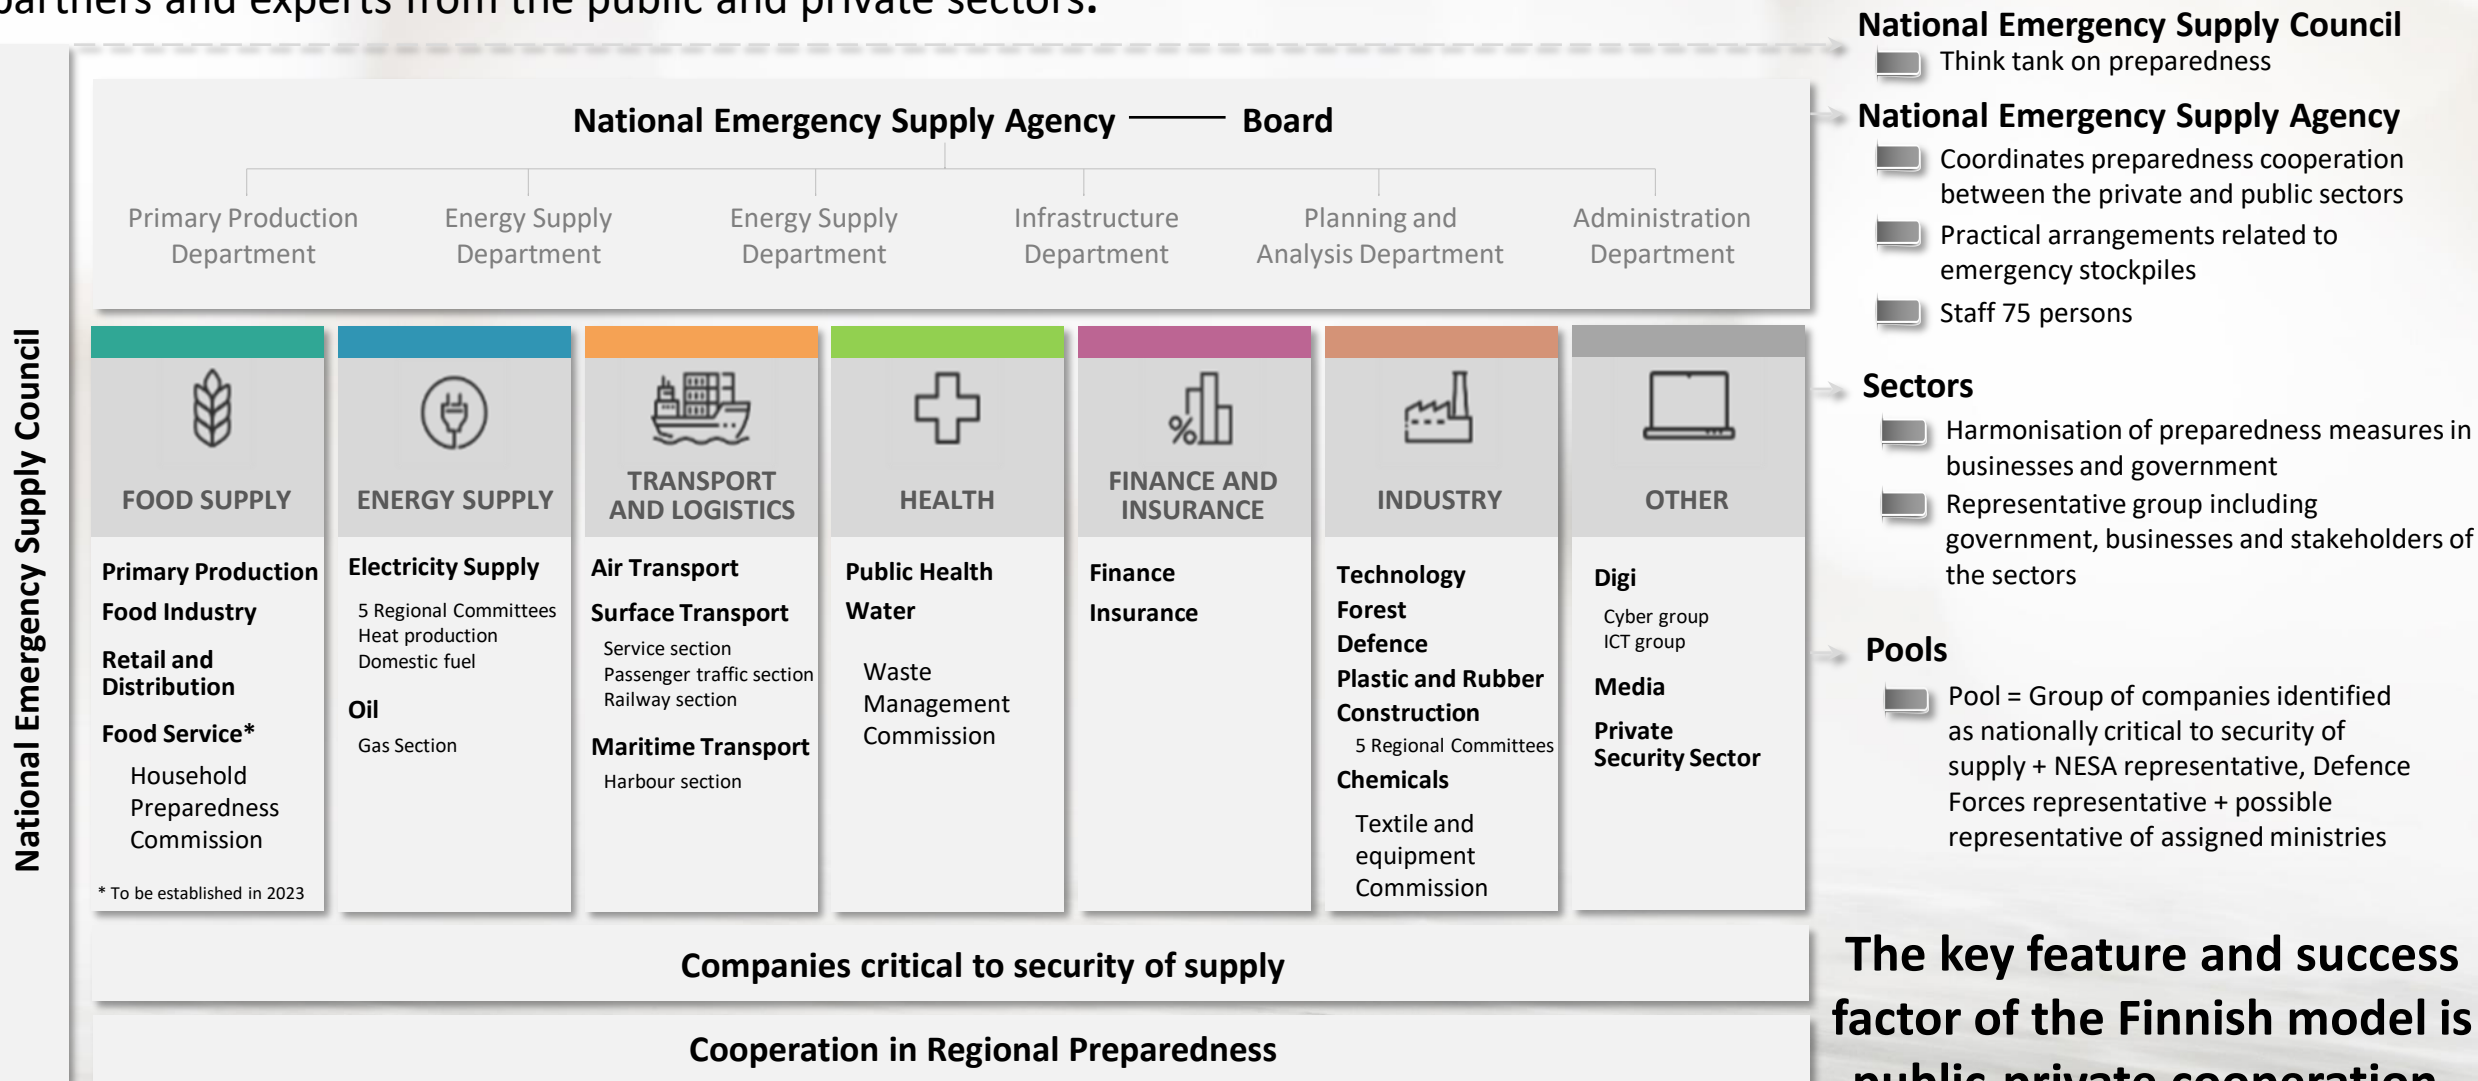 partners and experts from the public and private sectors.
National Emergency Supply Council
National Emergency Supply Agency
Board
Primary Production
Department
Energy Supply
Department
Energy Supply
Department
Infrastructure
Department
Planning and
Analysis Department
Administration
Department
FOOD SUPPLY
Primary Production
Food Industry
Retail and
Distribution
Food Service*
Household
Preparedness
Commission
* To be established in 2023
ENERGY SUPPLY
Electricity Supply
5 Regional Committees
Heat production
Domestic fuel
Oil
Gas Section
TRANSPORT
AND LOGISTICS
Air Transport
Surface Transport
Service section
Passenger traffic section
Railway section
Maritime Transport
Harbour section
HEALTH
Public Health
Water
Waste
Management
Commission
%
FINANCE AND
INSURANCE
Finance
Insurance
INDUSTRY
Technology
Forest
Defence
Plastic and Rubber
Construction
5 Regional Committees
Chemicals
Textile and
equipment
Commission
OTHER
Digi
Cyber group
ICT group
Media
Private
Security Sector
Companies critical to security of supply
Cooperation in Regional Preparedness
National Emergency Supply Council
Think tank on preparedness
National Emergency Supply Agency
Coordinates preparedness cooperation
between the private and public sectors
Practical arrangements related to
emergency stockpiles
Staff 75 persons
Sectors
Harmonisation of preparedness measures in
businesses and government
Representative group including
government, businesses and stakeholders of
the sectors
Pools
Pool = Group of companies identified
as nationally critical to security of
supply + NESA representative, Defence
Forces representative + possible
representative of assigned ministries
The key feature and success
factor of the Finnish model is
public-private cooperation